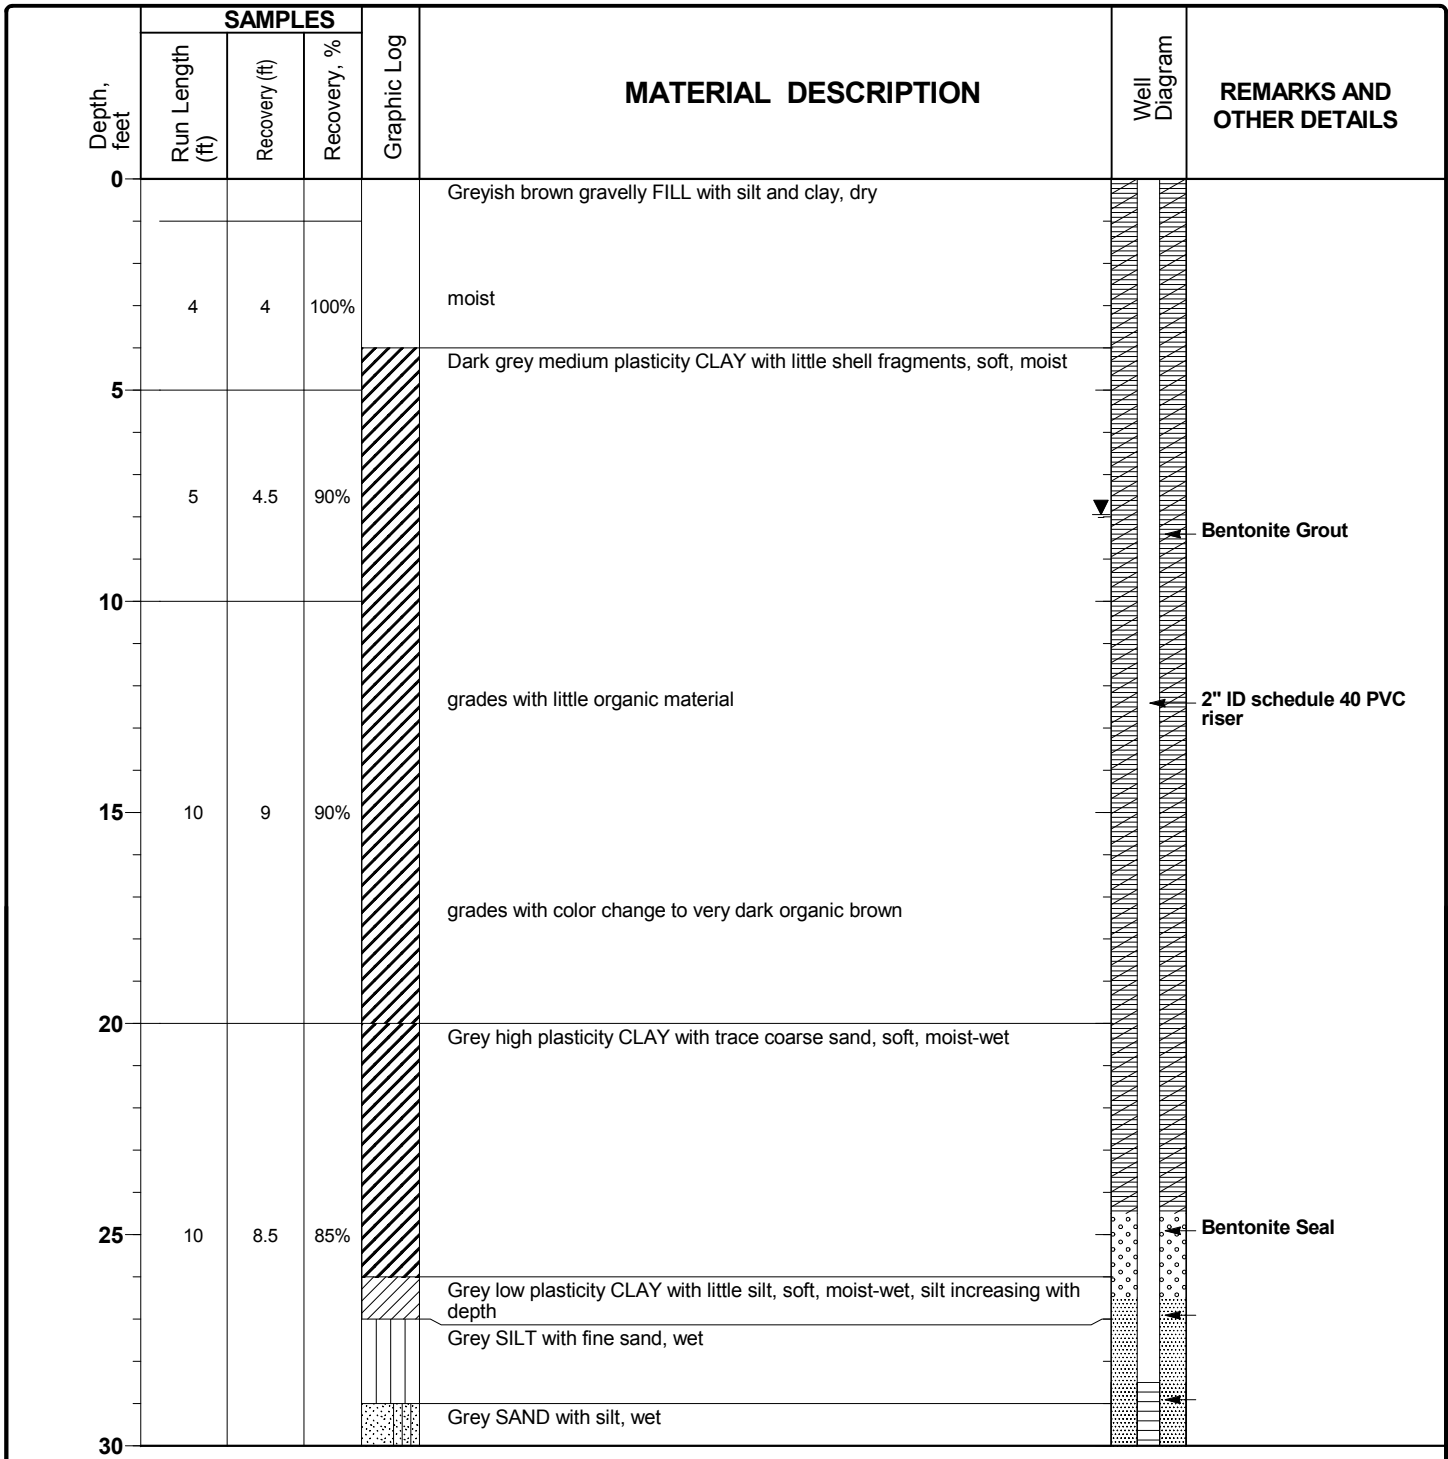 SAMPLES
Depth,
feet
Run Length
(ft)
Recovery (ft)
Recovery, %
Graphic Log
MATERIAL DESCRIPTION
Well
Diagram
REMARKS AND
OTHER DETAILS
0
Greyish brown gravelly FILL with silt and clay, dry
moist
4 4 100%
Dark grey medium plasticity CLAY with little shell fragments, soft, moist
5
5 4.5 90%
Bentonite Grout
10
grades with little organic material
2" ID schedule 40 PVC
riser
15 10 9 90%
grades with color change to very dark organic brown
20
Grey high plasticity CLAY with trace coarse sand, soft, moist-wet
Bentonite Seal
25 10 8.5 85%
Grey low plasticity CLAY with little silt, soft, moist-wet, silt increasing with
depth
Grey SILT with fine sand, wet
Grey SAND with silt, wet
30